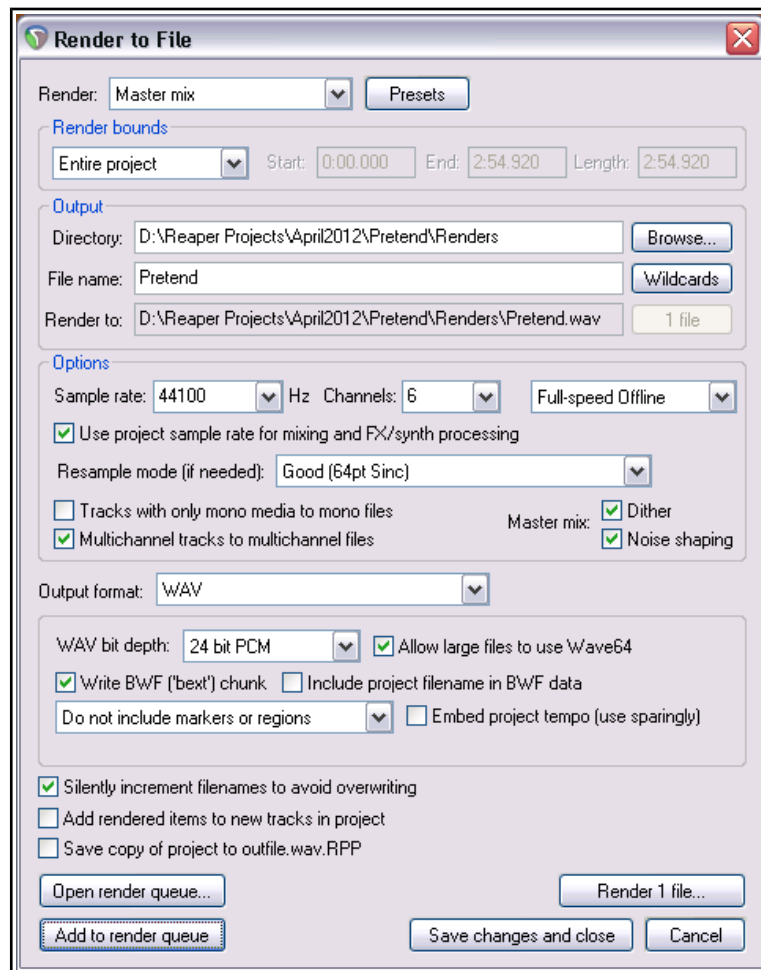 Render to File
Render: Master mix Presets
Render bounds
Entire project Start: 0:00.000 End: 2:54.920 Length: 2:54.920
Output
Directory: D:\Reaper Projects\April2012\Pretend\Renders Browse...
File name: Pretend Wildcards
Render to: D:\Reaper Projects\April2012\Pretend\Renders\Pretend.wav 1 file
Options
Sample rate: 44100 Hz Channels: 6 Full-speed Offline
Use project sample rate for mixing and FX/synth processing
Resample mode (if needed): Good (64pt Sinc)
Tracks with only mono media to mono files Master mix: Dither
Multichannel tracks to multichannel files Noise shaping
Output format: WAV
WAV bit depth: 24 bit PCM Allow large files to use Wave64
Write BWF ('bext') chunk Include project filename in BWF data
Do not include markers or regions Embed project tempo (use sparingly)
Silently increment filenames to avoid overwriting
Add rendered items to new tracks in project
Save copy of project to outfile.wav.RPP
Open render queue... Render 1 file...
Add to render queue Save changes and close Cancel